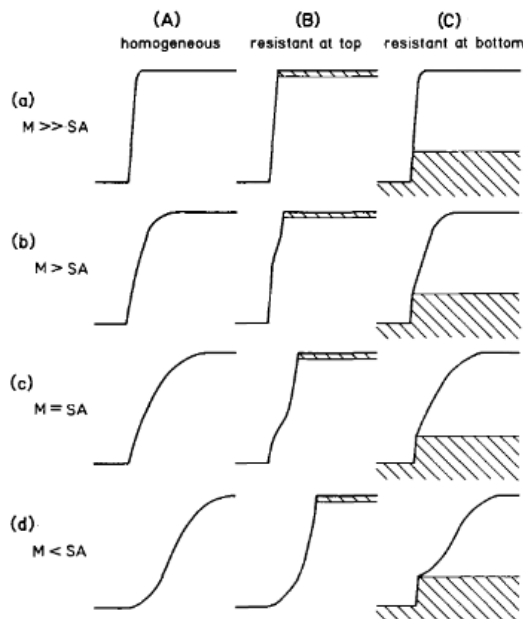 (A) (B) (C)
homogeneous resistant at top resistant at bottom
(a)
M >> SA
(b)
M > SA
(c)
M = SA
(d)
M < SA